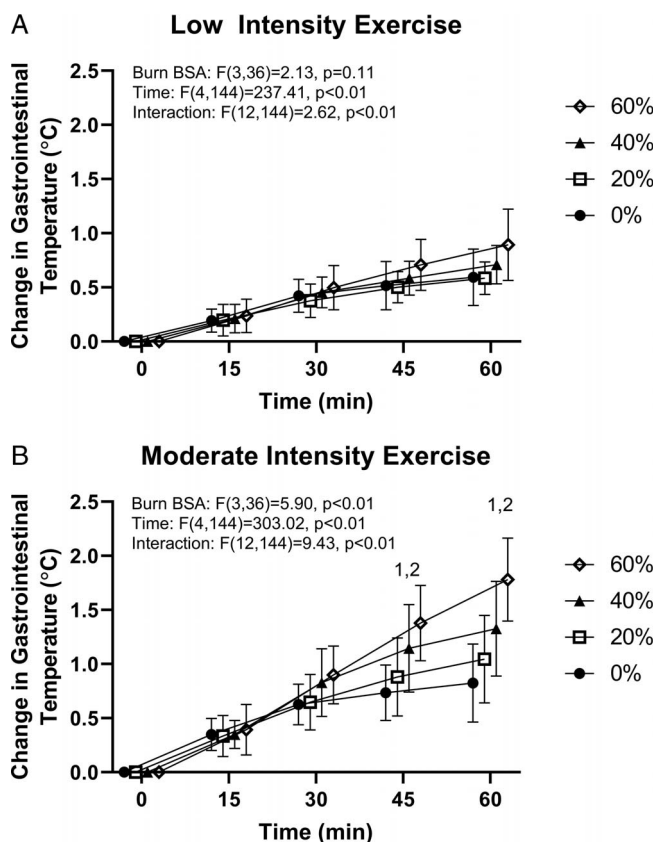 A
Low Intensity Exercise
Burn BSA: F(3,36)=2.13, p=0.11
Time: F(4,144)=237.41, p<0.01
Interaction: F(12,144)=2.62, p<0.01
Change in Gastrointestinal
Temperature (°C)
2.5
2.0
1.5
1.0
0.5
0.0
0 15 30 45 60
Time (min)
60%
40%
20%
0%
B
Moderate Intensity Exercise
Burn BSA: F(3,36)=5.90, p<0.01
Time: F(4,144)=303.02, p<0.01
Interaction: F(12,144)=9.43, p<0.01
1,2
1,2
Change in Gastrointestinal
Temperature (°C)
2.5
2.0
1.5
1.0
0.5
0.0
0 15 30 45 60
Time (min)
60%
40%
20%
0%